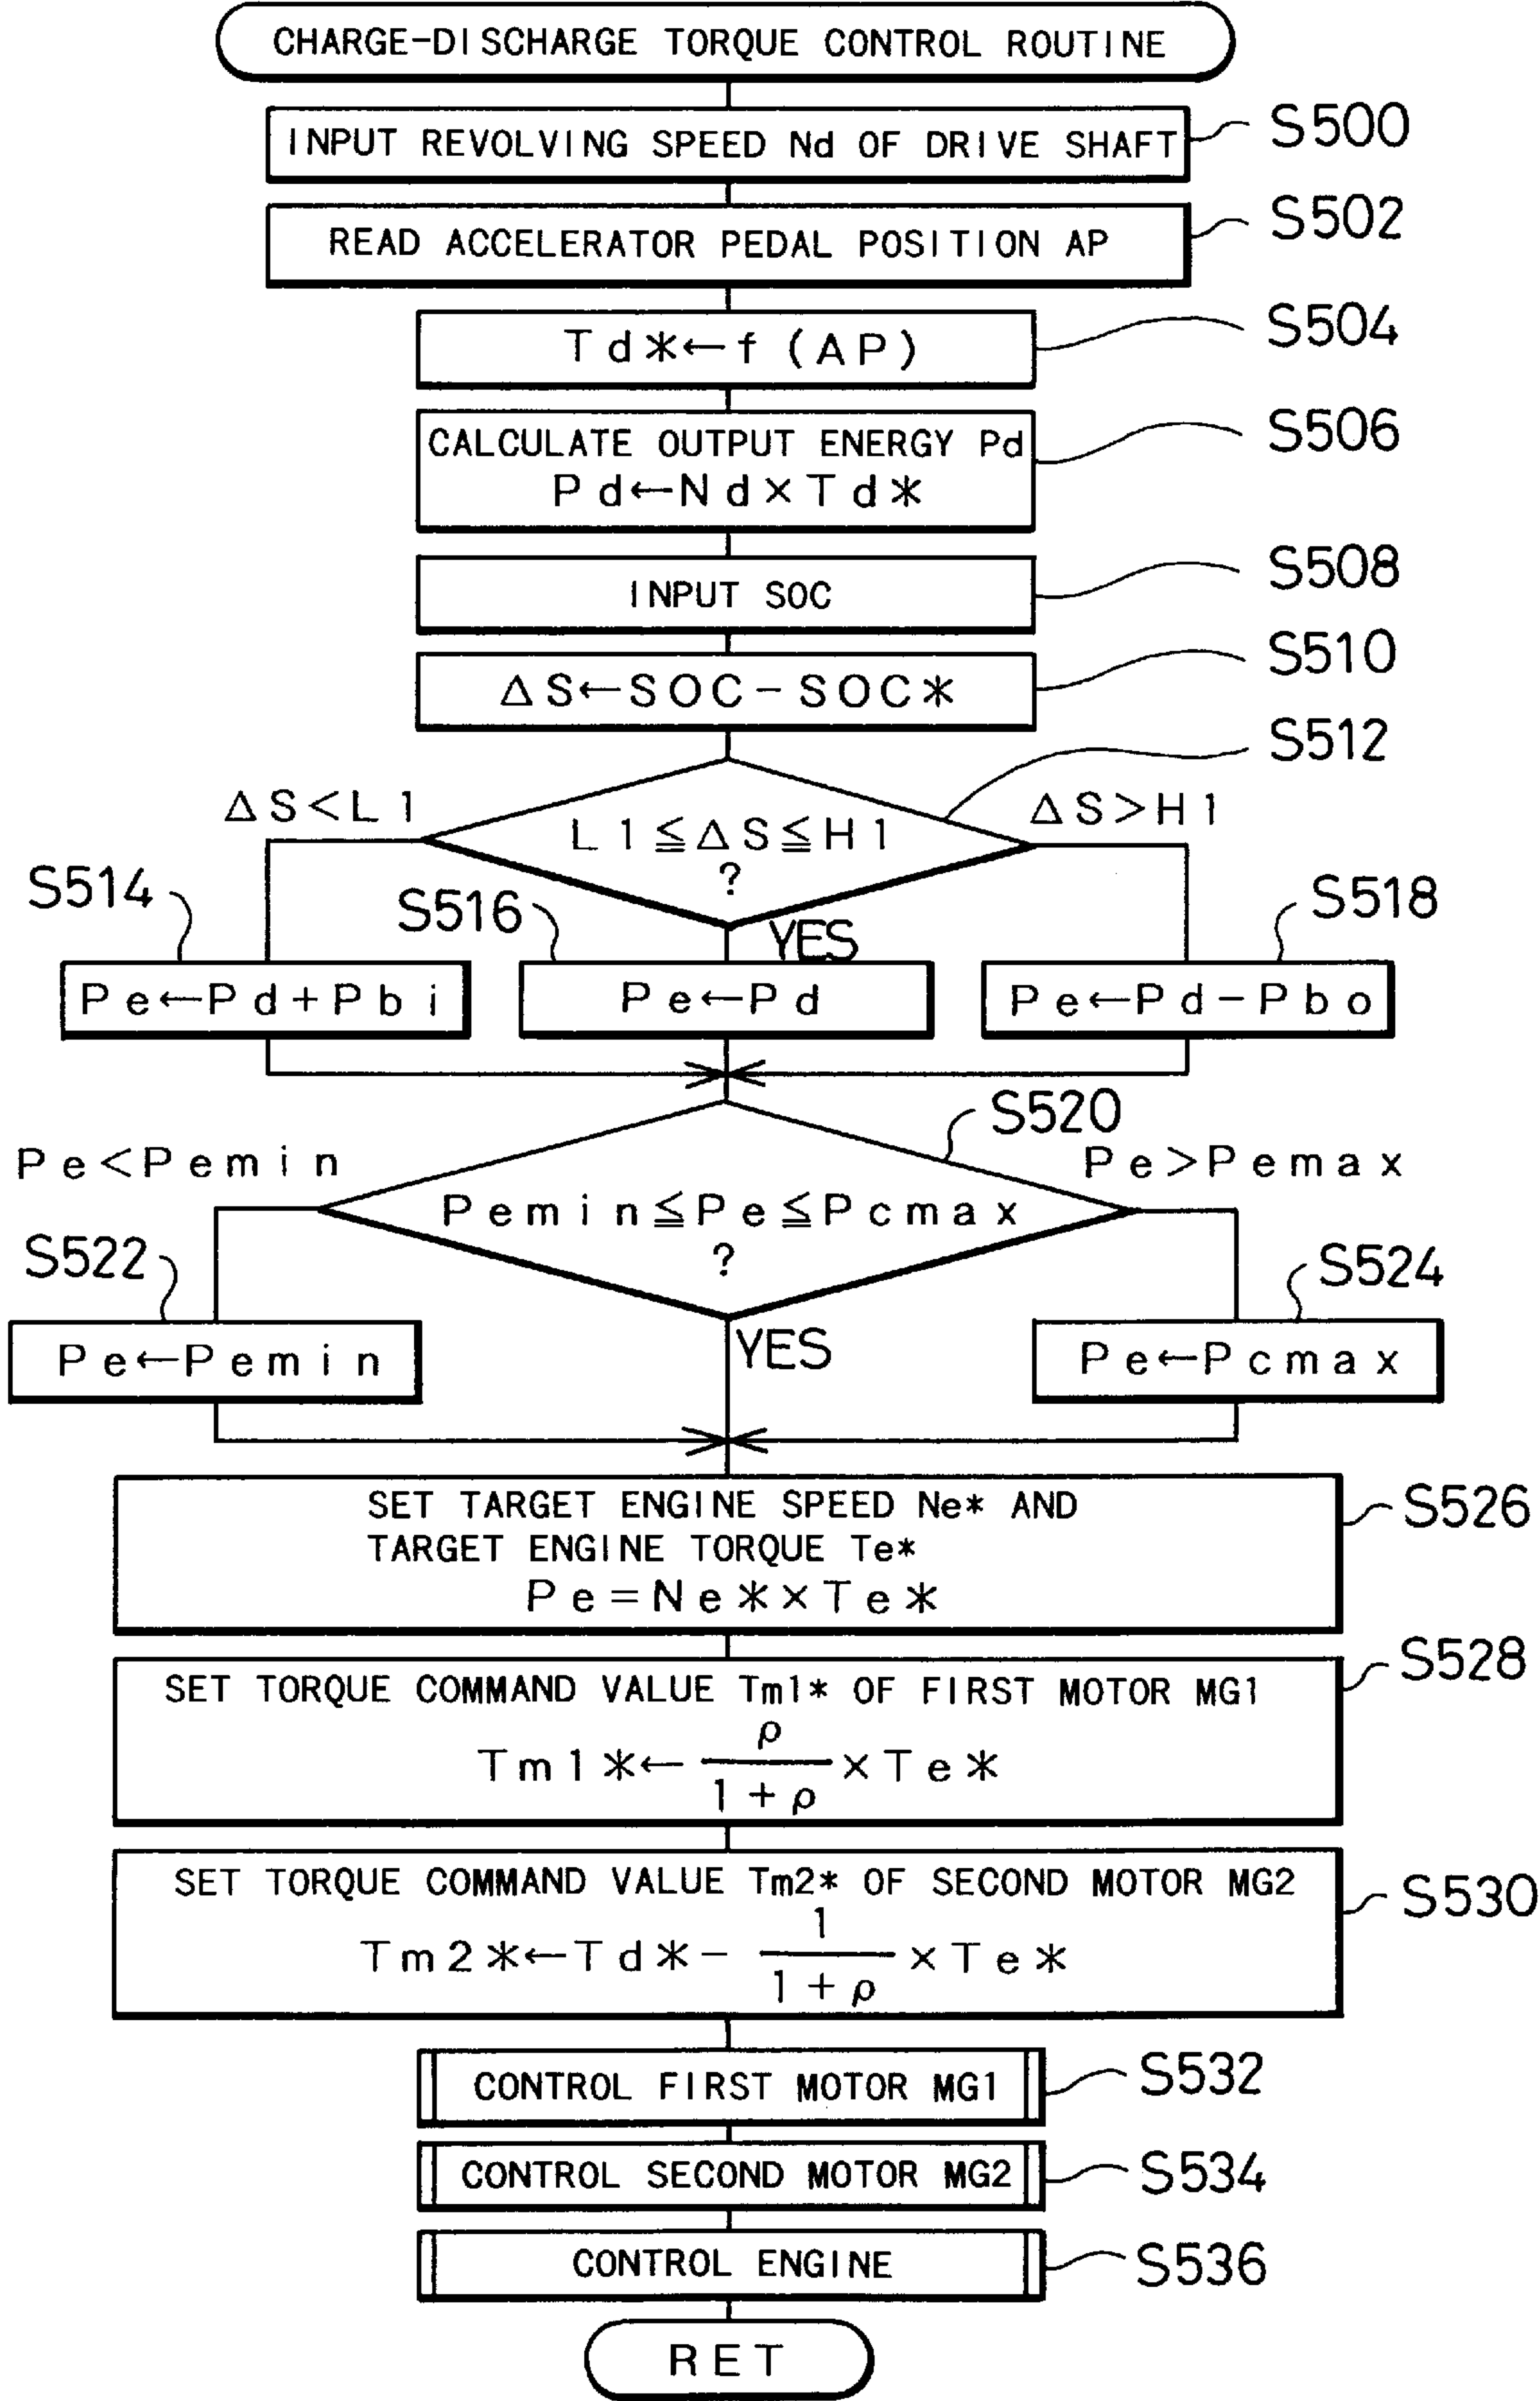 CHARGE-DISCHARGE TORQUE CONTROL ROUTINE
INPUT REVOLVING SPEED Nd OF DRIVE SHAFT
S500
READ ACCELERATOR PEDAL POSITION AP
S502
Td*←f(AP)
S504
CALCULATE OUTPUT ENERGY Pd
Pd←Nd×Td*
S506
INPUT SOC
S508
ΔS←SOC-SOC*
S510
S512
ΔS<L1
L1≦ΔS≦H1
?
ΔS>H1
YES
S514
Pe←Pd+Pbi
S516
Pe←Pd
S518
Pe←Pd-Pbo
S520
Pe<Pemin
Pemin≦Pe≦Pcmax
?
Pe>Pemax
YES
S522
Pe←Pemin
S524
Pe←Pcmax
SET TARGET ENGINE SPEED Ne* AND
TARGET ENGINE TORQUE Te*
Pe=Ne*×Te*
S526
SET TORQUE COMMAND VALUE Tm1* OF FIRST MOTOR MG1
Tm1*← ρ/1+ρ ×Te*
S528
SET TORQUE COMMAND VALUE Tm2* OF SECOND MOTOR MG2
Tm2*←Td*- 1/1+ρ ×Te*
S530
CONTROL FIRST MOTOR MG1
S532
CONTROL SECOND MOTOR MG2
S534
CONTROL ENGINE
S536
RET